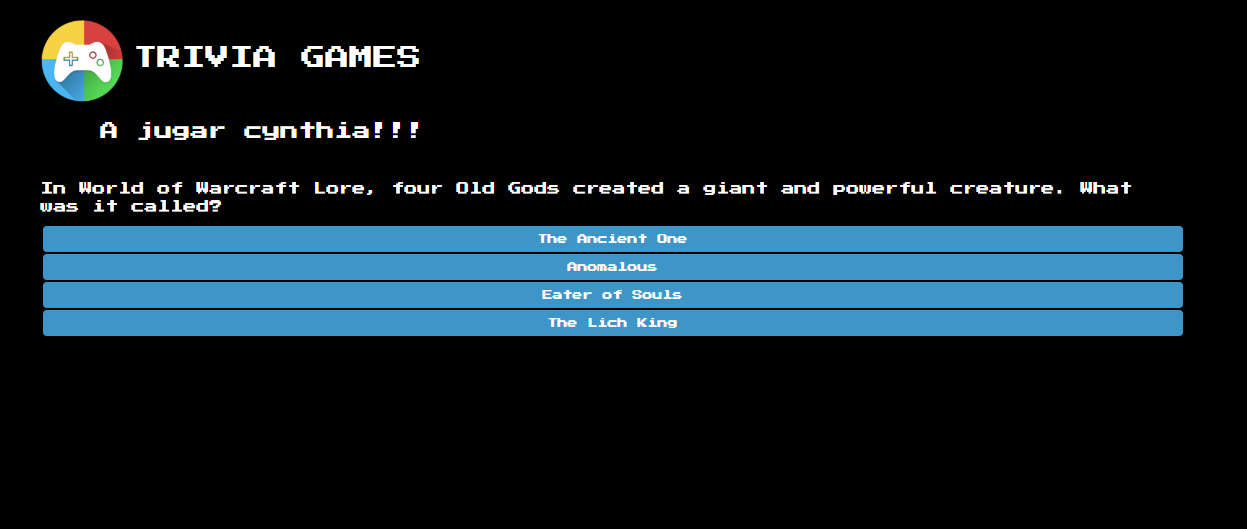 TRIVIA GAMES
A jugar cynthia!!!
In World of Warcraft Lore, four Old Gods created a giant and powerful creature. What
was it called?
The Ancient One
Anomalous
Eater of Souls
The Lich King